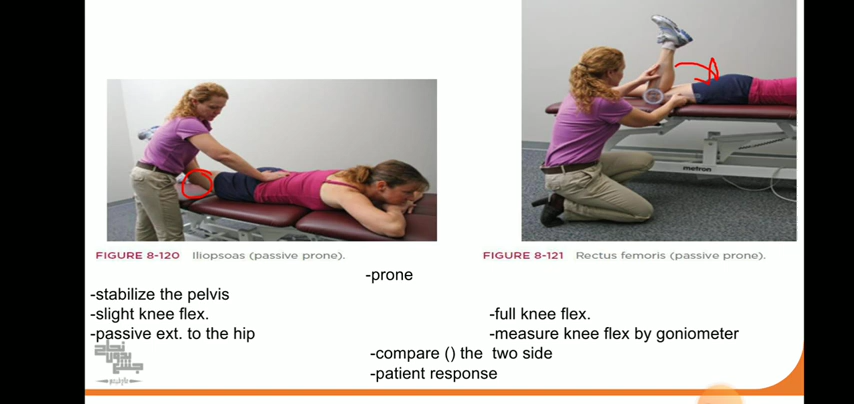 metron
FIGURE 8-120 Iliopsoas (passive prone).
FIGURE 8-121 Rectus femoris (passive prone).
-prone
-stabilize the pelvis
-slight knee flex.
-passive ext. to the hip
-full knee flex.
-measure knee flex by goniometer
-compare () the two side
-patient response